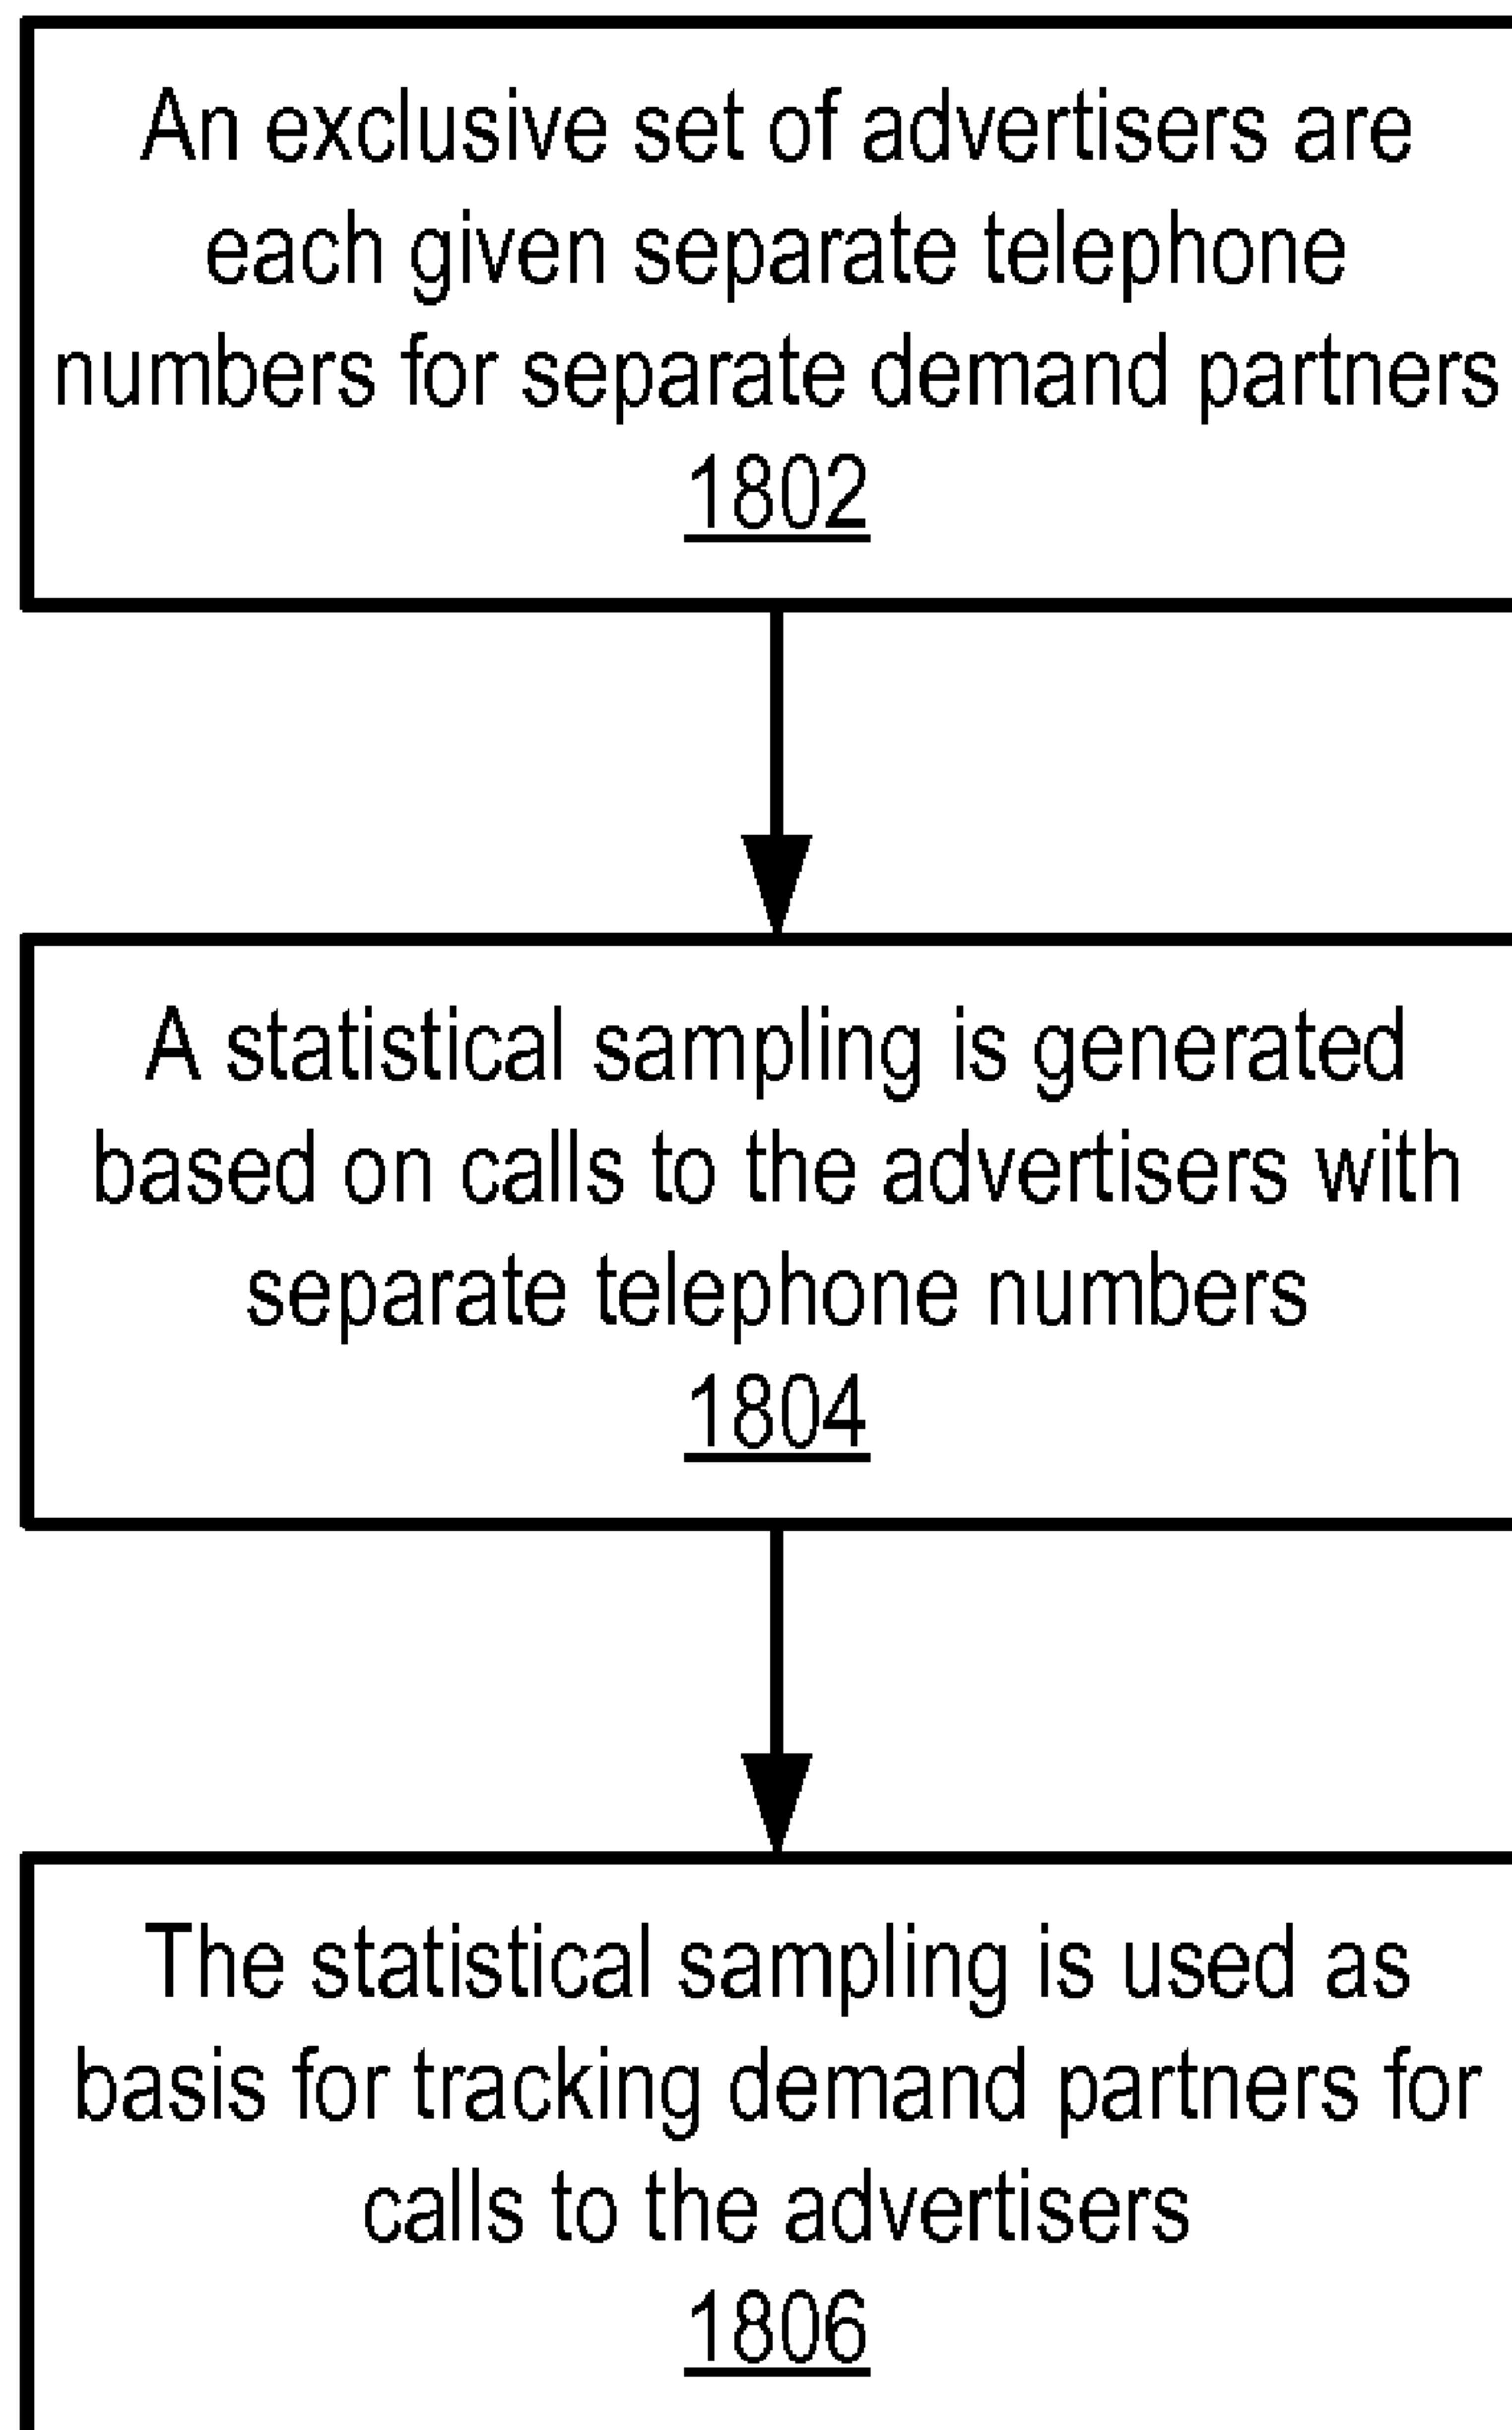 An exclusive set of advertisers are
each given separate telephone
numbers for separate demand partners
1802
A statistical sampling is generated
based on calls to the advertisers with
separate telephone numbers
1804
The statistical sampling is used as
basis for tracking demand partners for
calls to the advertisers
1806